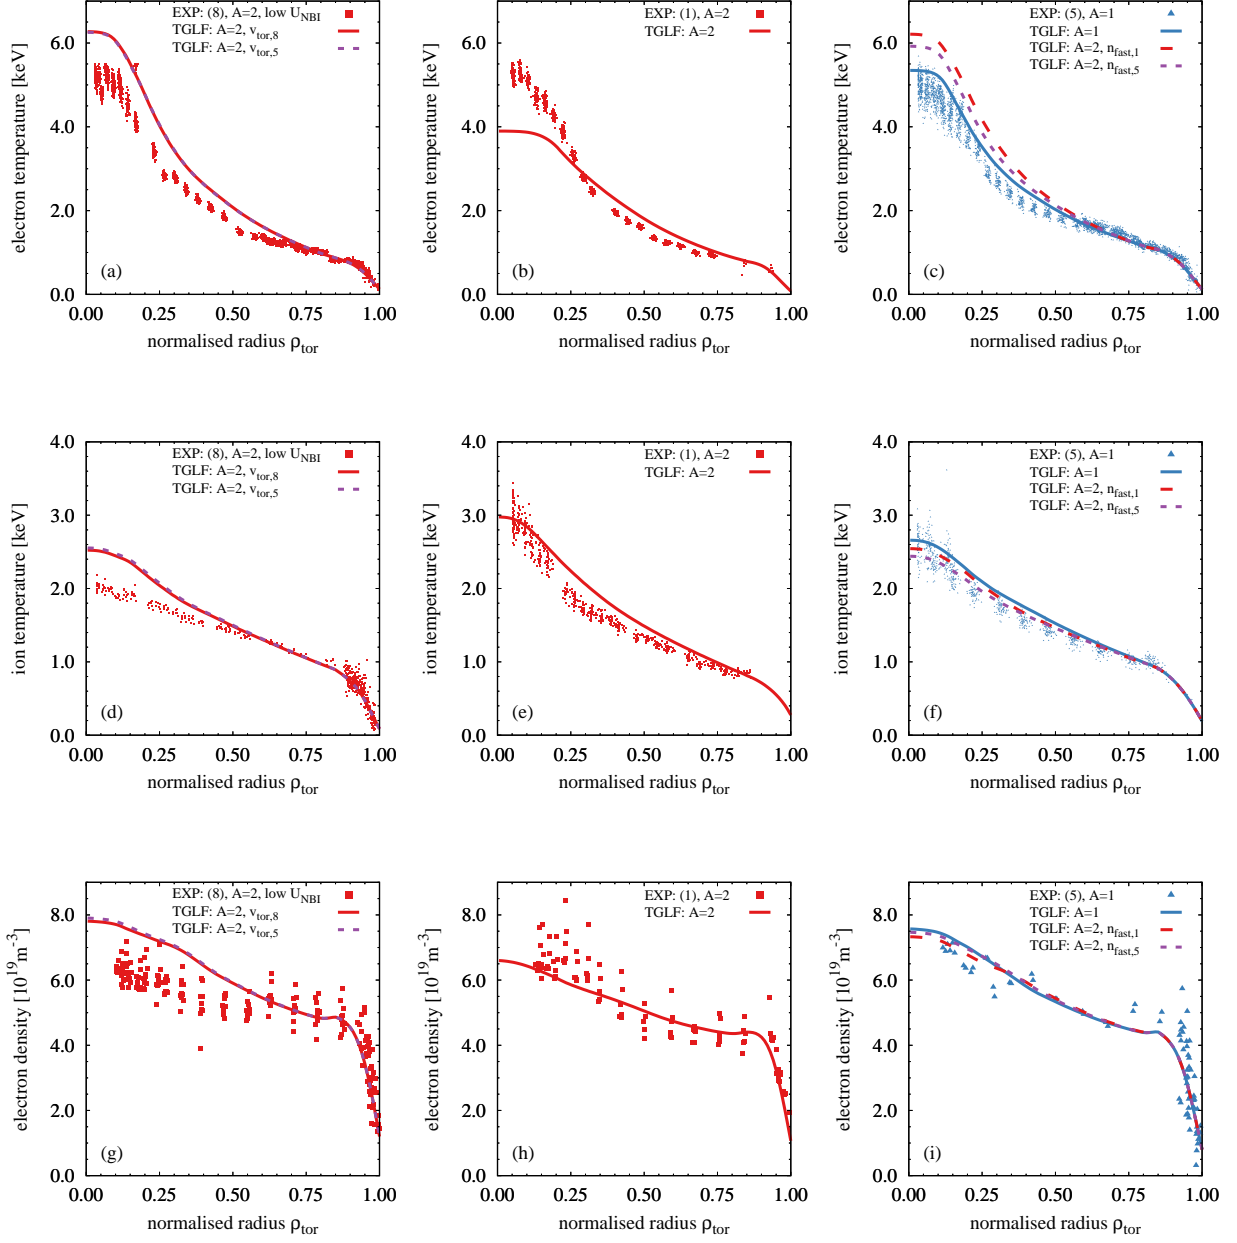 EXP: (8), A=2, low U_NBI
TGLF: A=2, v_tor,8
TGLF: A=2, v_tor,5
electron temperature [keV]
6.0
4.0
2.0
0.0
(a)
0.00 0.25 0.50 0.75 1.00
normalised radius ρ_tor
EXP: (1), A=2
TGLF: A=2
electron temperature [keV]
6.0
4.0
2.0
0.0
(b)
0.00 0.25 0.50 0.75 1.00
normalised radius ρ_tor
EXP: (5), A=1
TGLF: A=1
TGLF: A=2, n_fast,1
TGLF: A=2, n_fast,5
electron temperature [keV]
6.0
4.0
2.0
0.0
(c)
0.00 0.25 0.50 0.75 1.00
normalised radius ρ_tor
EXP: (8), A=2, low U_NBI
TGLF: A=2, v_tor,8
TGLF: A=2, v_tor,5
ion temperature [keV]
4.0
3.0
2.0
1.0
0.0
(d)
0.00 0.25 0.50 0.75 1.00
normalised radius ρ_tor
EXP: (1), A=2
TGLF: A=2
ion temperature [keV]
4.0
3.0
2.0
1.0
0.0
(e)
0.00 0.25 0.50 0.75 1.00
normalised radius ρ_tor
EXP: (5), A=1
TGLF: A=1
TGLF: A=2, n_fast,1
TGLF: A=2, n_fast,5
ion temperature [keV]
4.0
3.0
2.0
1.0
0.0
(f)
0.00 0.25 0.50 0.75 1.00
normalised radius ρ_tor
EXP: (8), A=2, low U_NBI
TGLF: A=2, v_tor,8
TGLF: A=2, v_tor,5
electron density [10^19 m^-3]
8.0
6.0
4.0
2.0
0.0
(g)
0.00 0.25 0.50 0.75 1.00
normalised radius ρ_tor
EXP: (1), A=2
TGLF: A=2
electron density [10^19 m^-3]
8.0
6.0
4.0
2.0
0.0
(h)
0.00 0.25 0.50 0.75 1.00
normalised radius ρ_tor
EXP: (5), A=1
TGLF: A=1
TGLF: A=2, n_fast,1
TGLF: A=2, n_fast,5
electron density [10^19 m^-3]
8.0
6.0
4.0
2.0
0.0
(i)
0.00 0.25 0.50 0.75 1.00
normalised radius ρ_tor